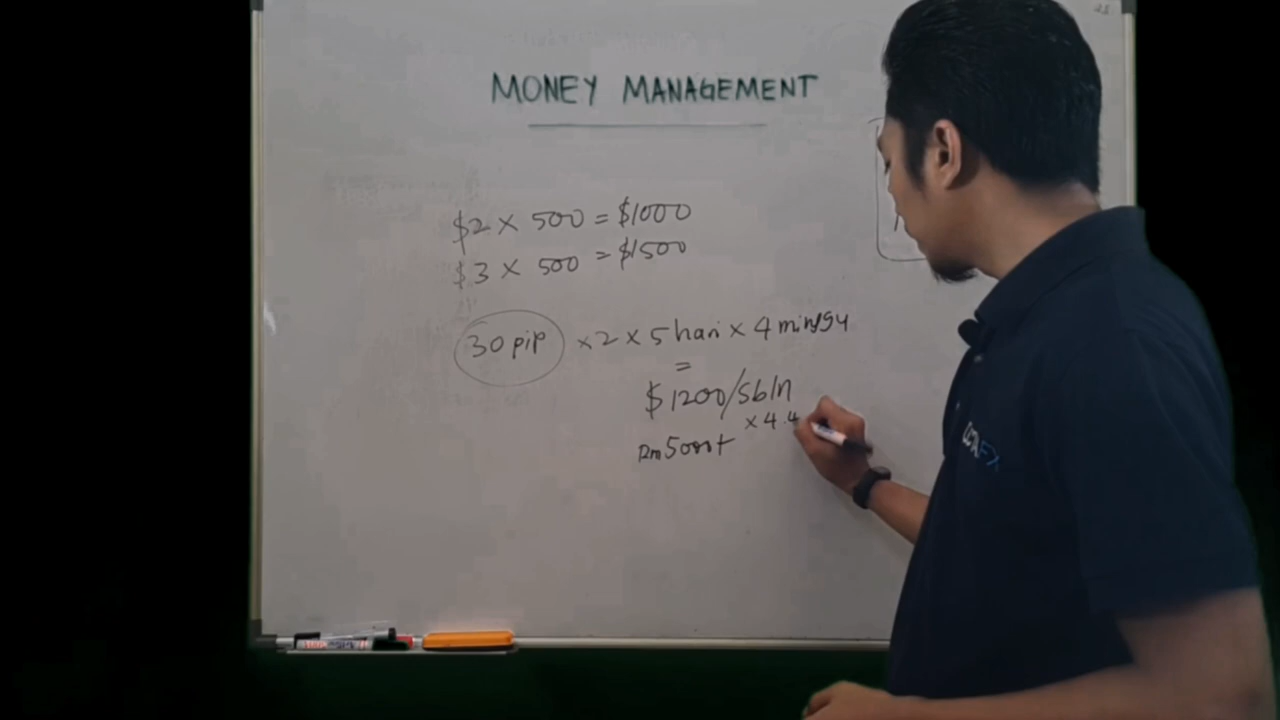 MONEY MANAGEMENT
$2 × 500 = $1000
$3 × 500 = $1500
30 pip × 2 × 5 hari × 4 minggu
=
$1200/sbln
× 4.4
Rm5000+